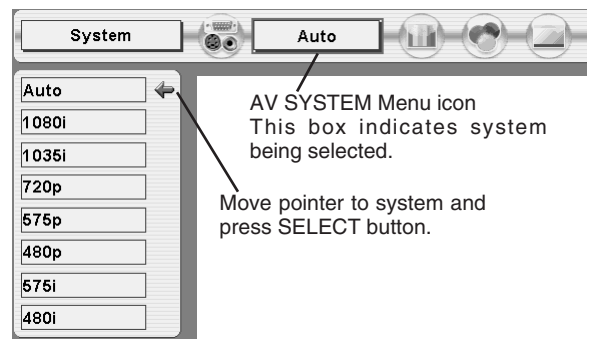 System
Auto
Auto
1080i
1035i
720p
575p
480p
575i
480i
AV SYSTEM Menu icon
This box indicates system
being selected.
Move pointer to system and
press SELECT button.